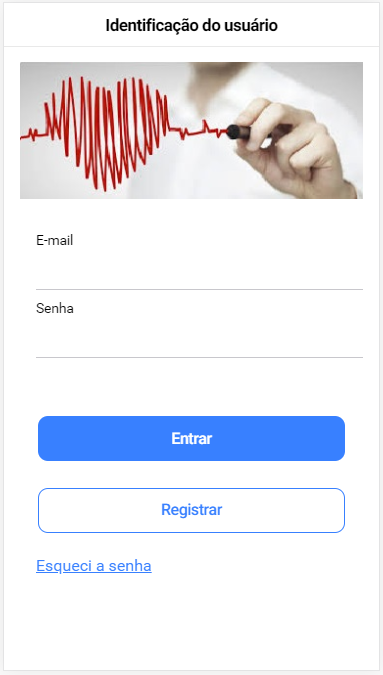 Identificação do usuário
E-mail
Senha
Entrar
Registrar
Esqueci a senha